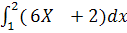 ∫₁²(6X + 2)dx